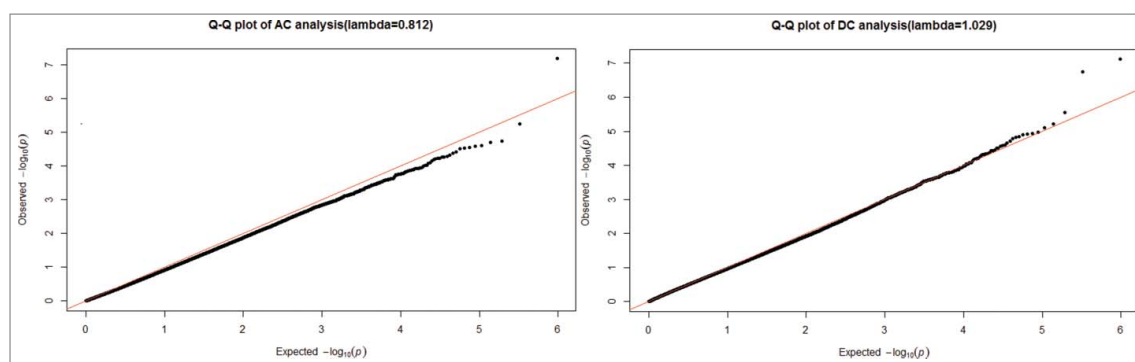 Q-Q plot of AC analysis(lambda=0.812)
Observed −log10(p)
7
6
5
4
3
2
1
0
0 1 2 3 4 5 6
Expected −log10(p)
Q-Q plot of DC analysis(lambda=1.029)
Observed −log10(p)
7
6
5
4
3
2
1
0
0 1 2 3 4 5 6
Expected −log10(p)